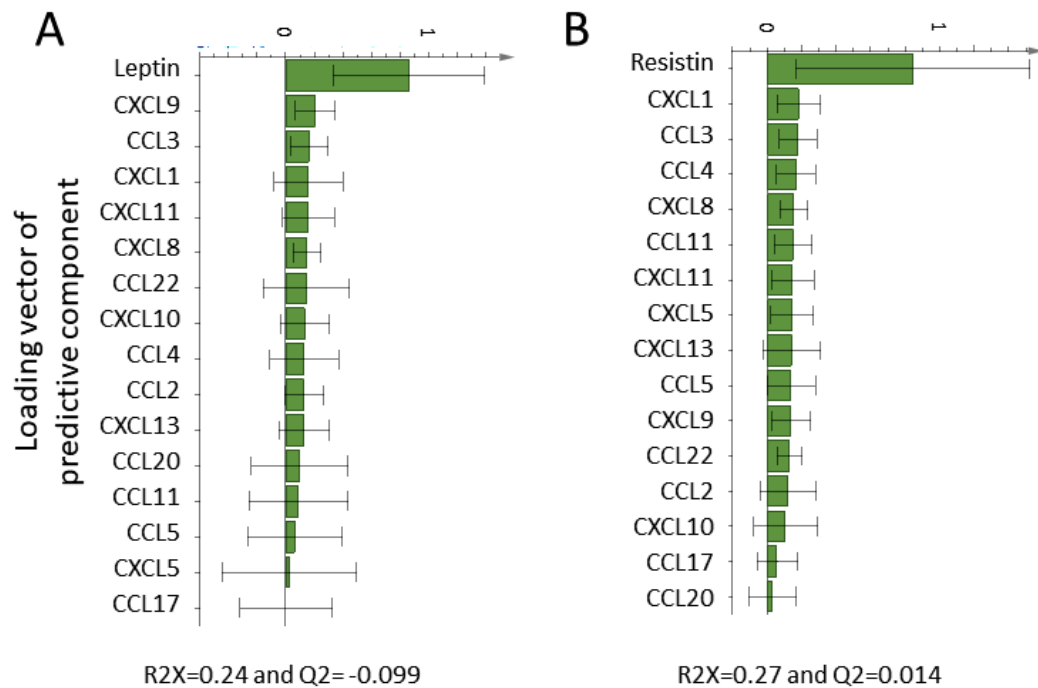 A
0
1
Leptin
CXCL9
CCL3
CXCL1
CXCL11
CXCL8
CCL22
CXCL10
CCL4
CCL2
CXCL13
CCL20
CCL11
CCL5
CXCL5
CCL17
Loading vector of
predictive component
R2X=0.24 and Q2= -0.099
B
0
1
Resistin
CXCL1
CCL3
CCL4
CXCL8
CCL11
CXCL11
CXCL5
CXCL13
CCL5
CXCL9
CCL22
CCL2
CXCL10
CCL17
CCL20
R2X=0.27 and Q2=0.014